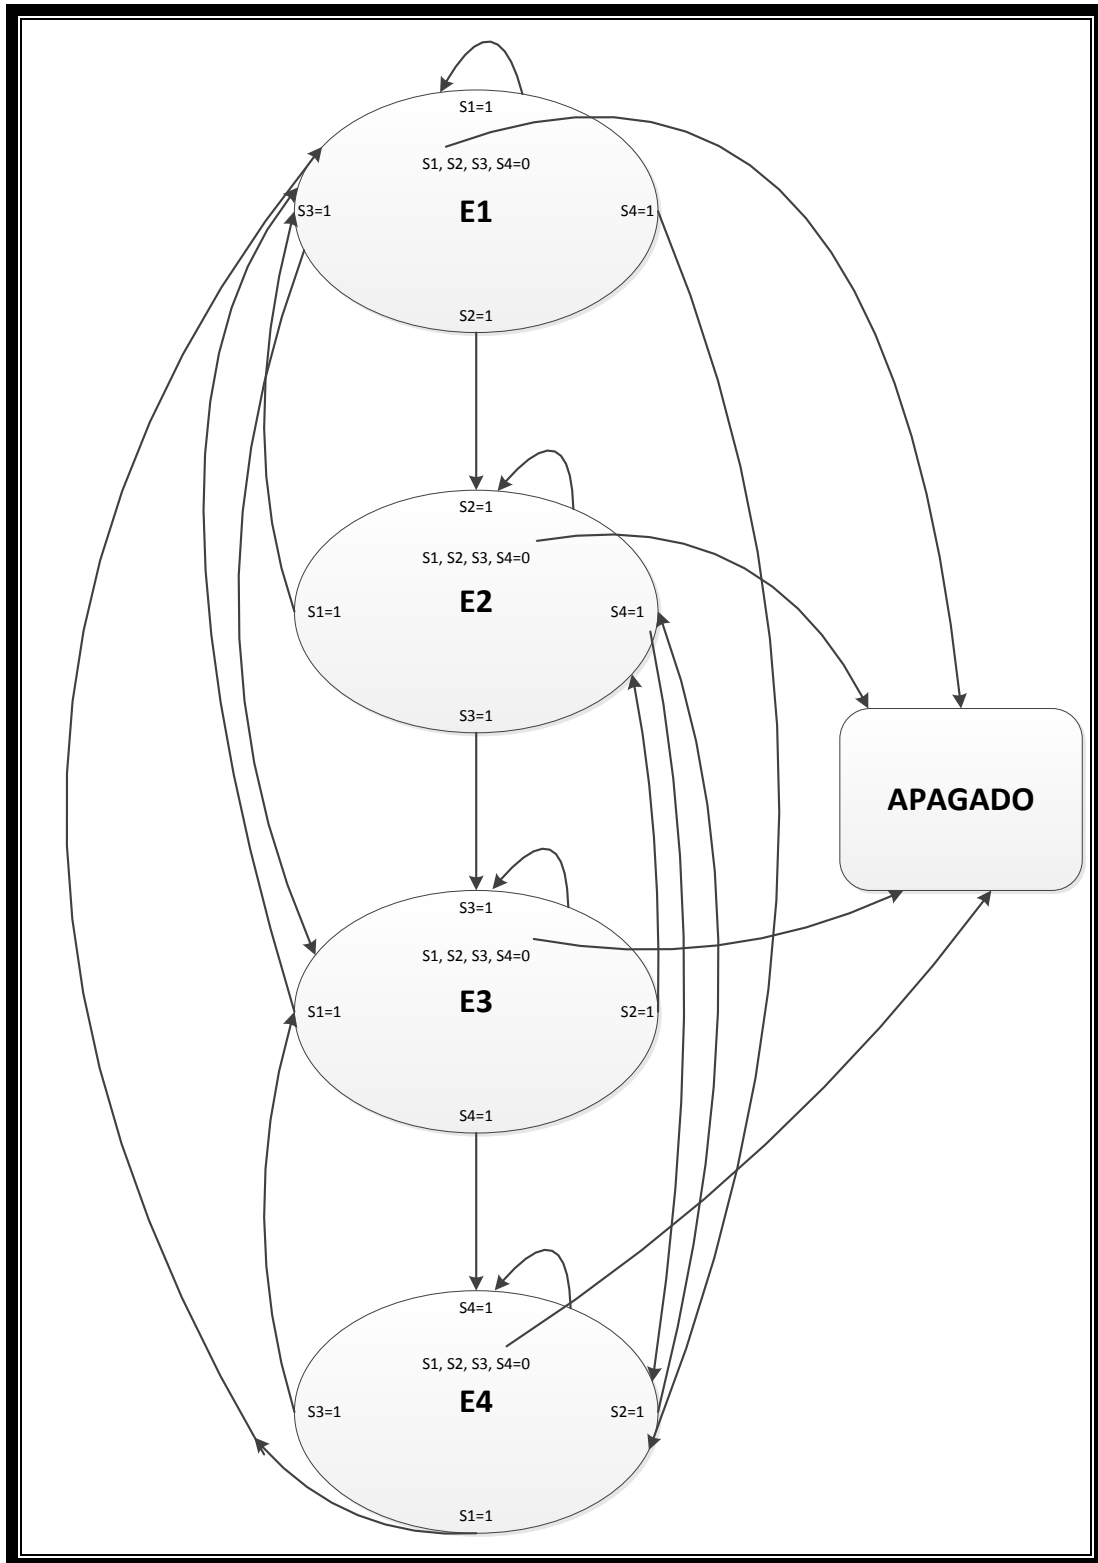 S1=1
S1, S2, S3, S4=0
S3=1
E1
S4=1
S2=1
S2=1
S1, S2, S3, S4=0
E2
S1=1
S4=1
S3=1
APAGADO
S3=1
S1, S2, S3, S4=0
E3
S1=1
S2=1
S4=1
S4=1
S1, S2, S3, S4=0
E4
S3=1
S2=1
S1=1